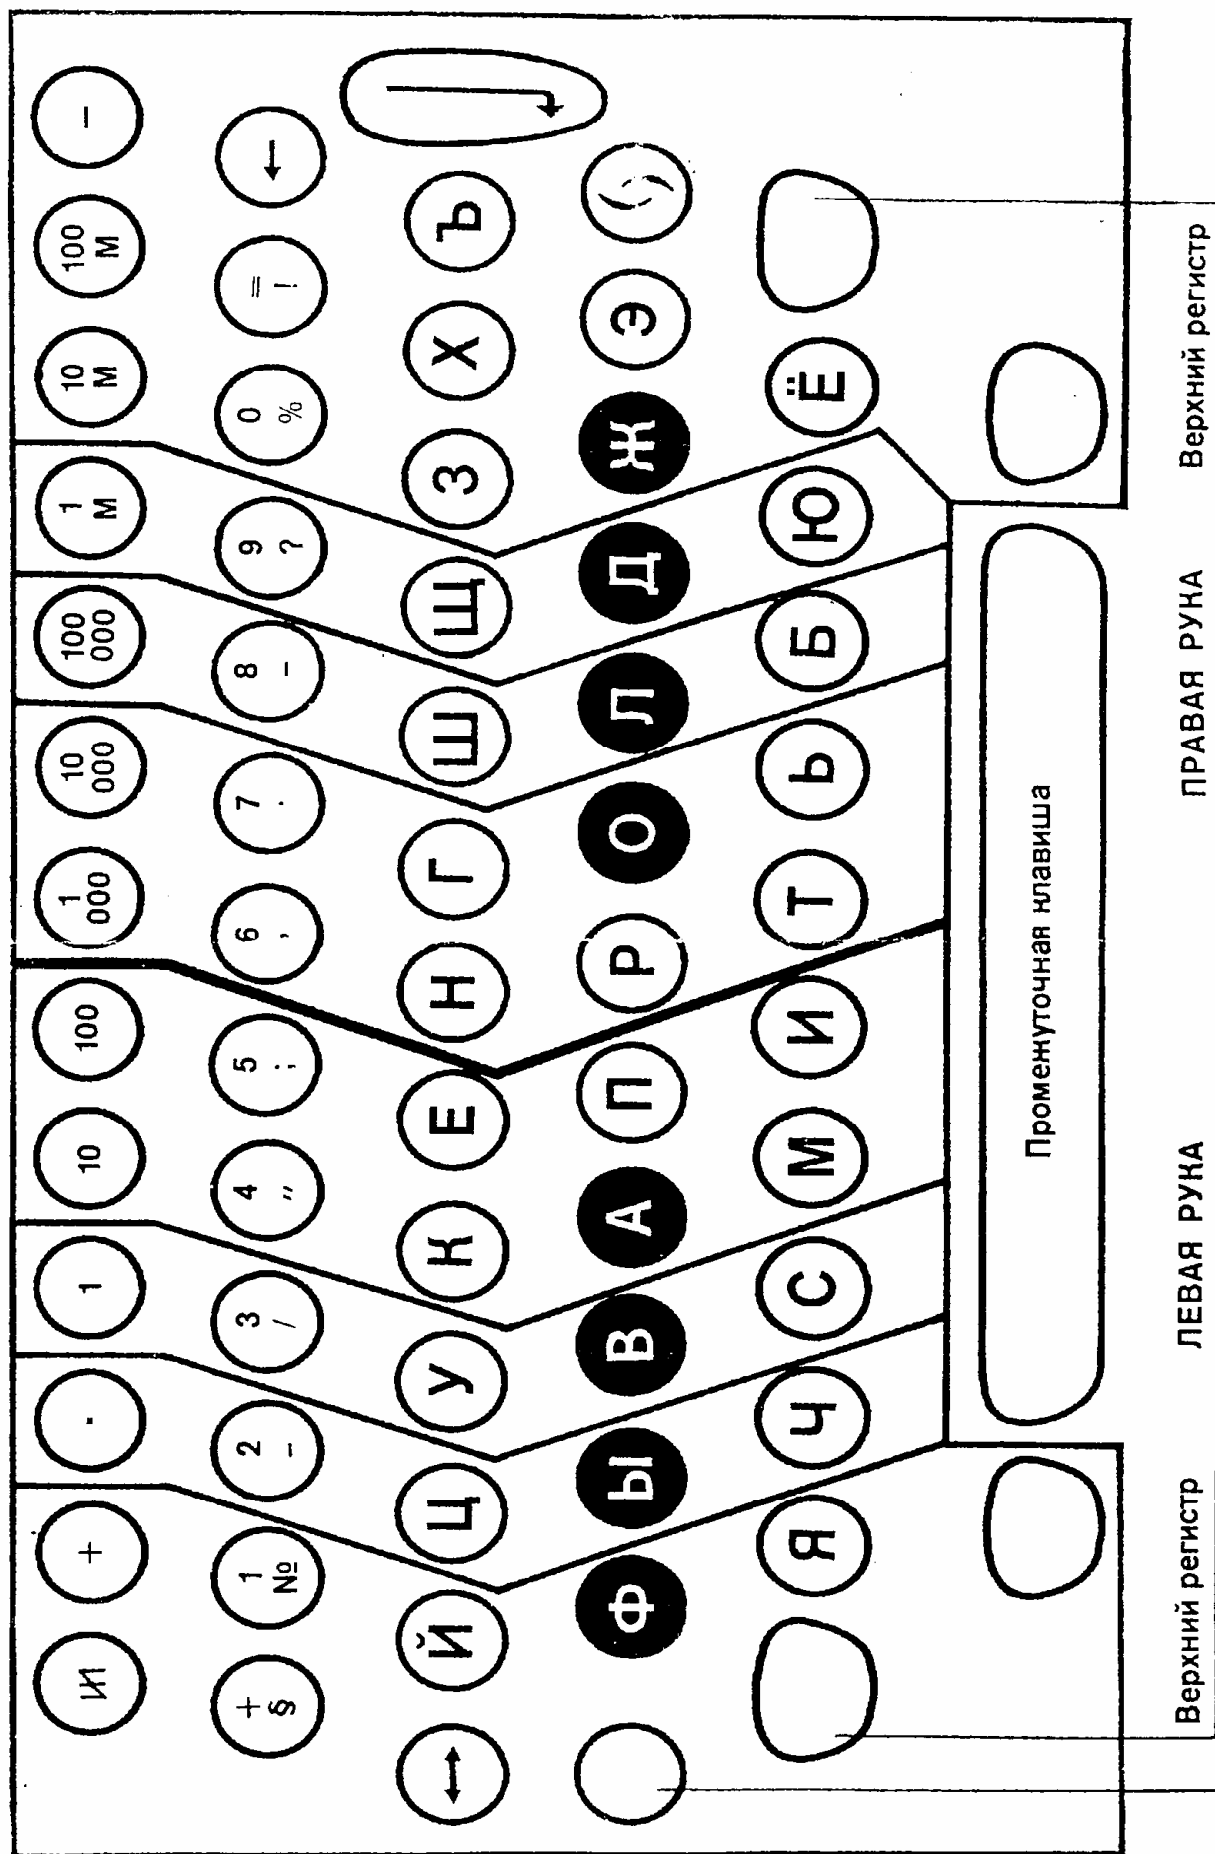 И + . 1 10 100 1 000 10 000 100 000 1 М 10 М 100 М –
+ § 1 № 2 - 3 / 4 „ 5 : 6 , 7 . 8 - 9 ? 0 % = ! ←
↔ Й Ц У К Е Н Г Ш Щ З Х Ъ
Ф Ы В А П Р О Л Д Ж Э
Я Ч С М И Т Ь Б Ю Ё
Промежуточная клавиша
Верхний регистр ЛЕВАЯ РУКА ПРАВАЯ РУКА Верхний регистр